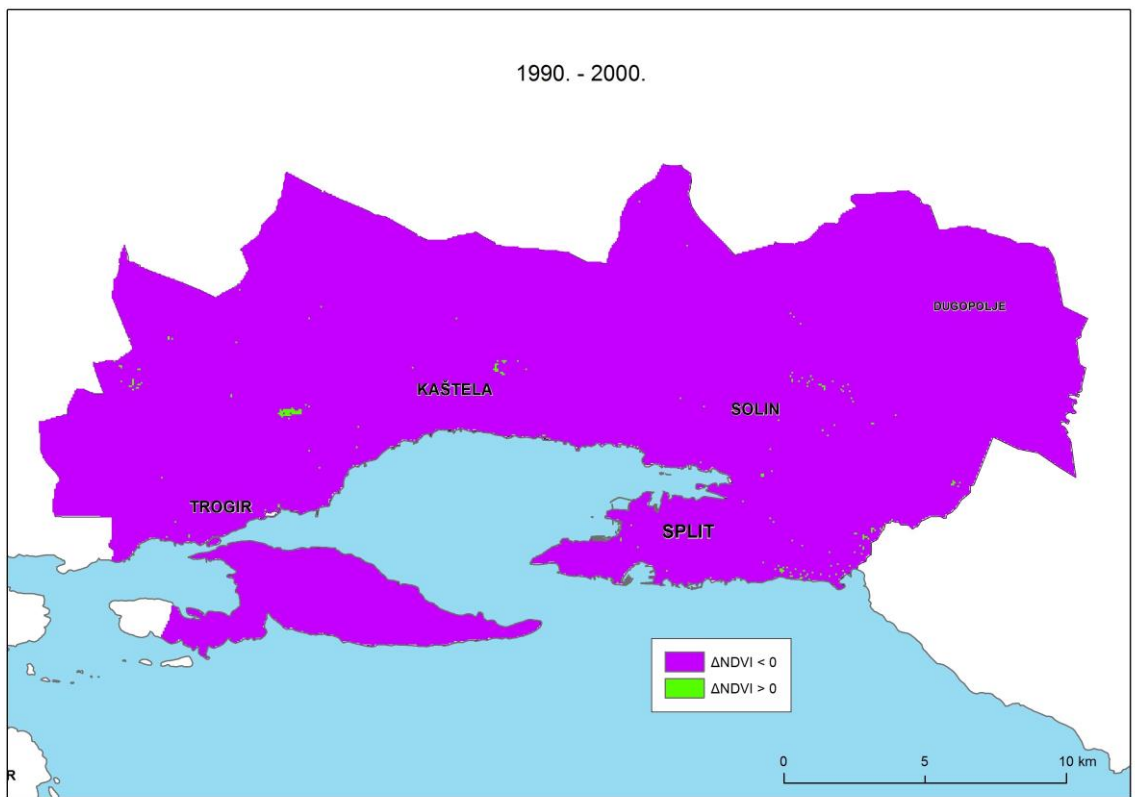 1990. - 2000.
DUGOPOLJE
KAŠTELA
SOLIN
TROGIR
SPLIT
ΔNDVI < 0
ΔNDVI > 0
0 5 10 km
R